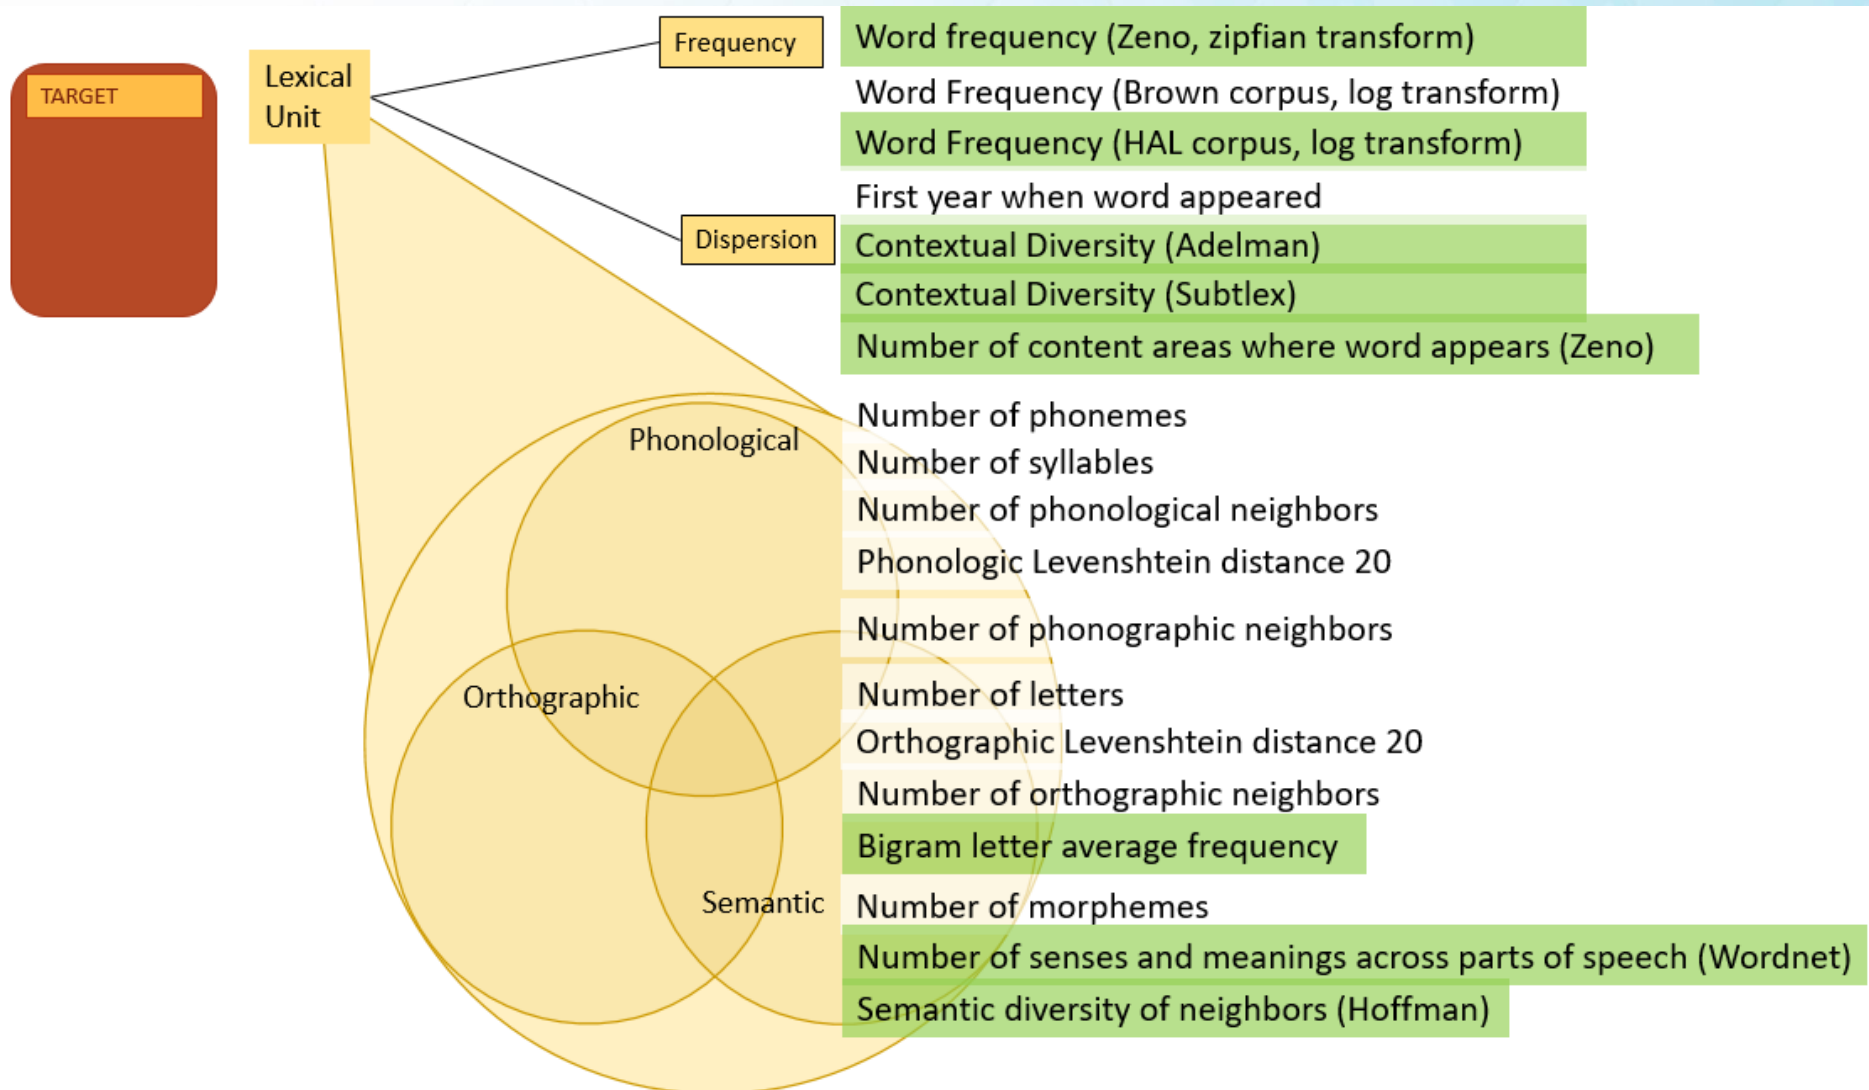 TARGET
Lexical
Unit
Frequency
Word frequency (Zeno, zipfian transform)
Word Frequency (Brown corpus, log transform)
Word Frequency (HAL corpus, log transform)
First year when word appeared
Dispersion
Contextual Diversity (Adelman)
Contextual Diversity (Subtlex)
Number of content areas where word appears (Zeno)
Phonological
Number of phonemes
Number of syllables
Number of phonological neighbors
Phonologic Levenshtein distance 20
Number of phonographic neighbors
Orthographic
Number of letters
Orthographic Levenshtein distance 20
Number of orthographic neighbors
Bigram letter average frequency
Semantic
Number of morphemes
Number of senses and meanings across parts of speech (Wordnet)
Semantic diversity of neighbors (Hoffman)